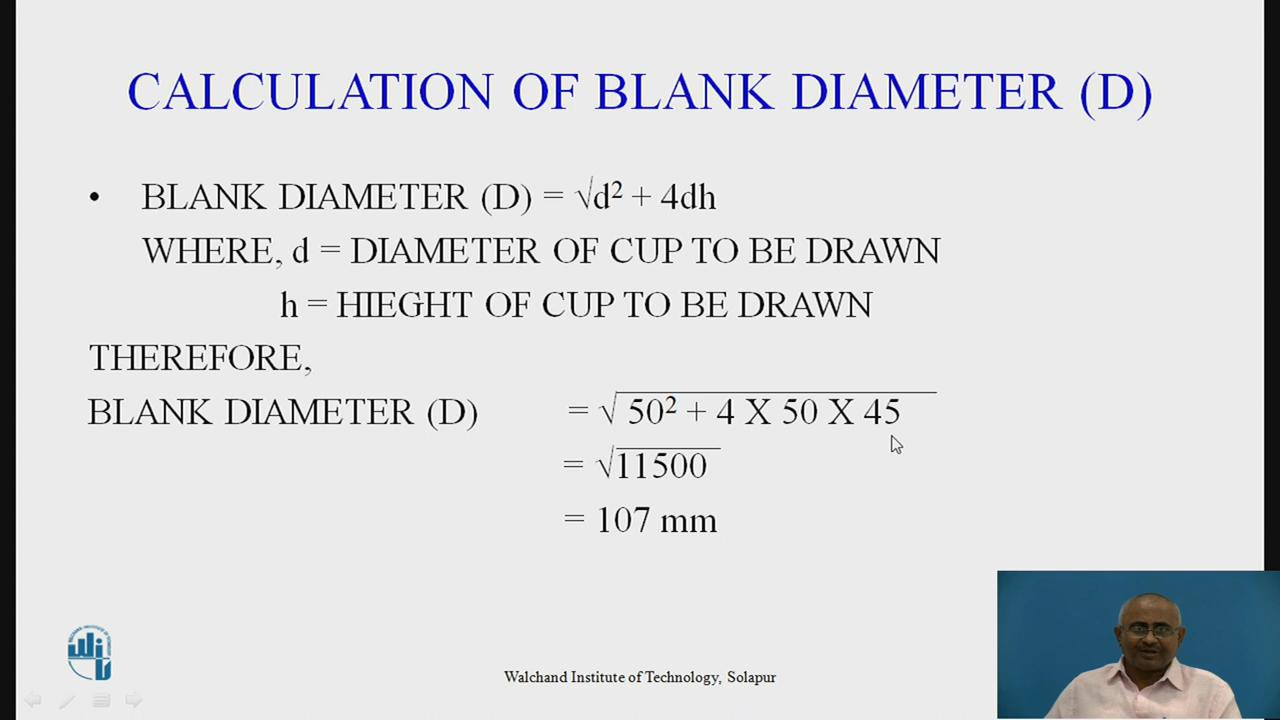 CALCULATION OF BLANK DIAMETER (D)
• BLANK DIAMETER (D) = √d² + 4dh
WHERE, d = DIAMETER OF CUP TO BE DRAWN
h = HIEGHT OF CUP TO BE DRAWN
THEREFORE,
BLANK DIAMETER (D) = √ 50² + 4 X 50 X 45
= √11500
= 107 mm
Walchand Institute of Technology, Solapur